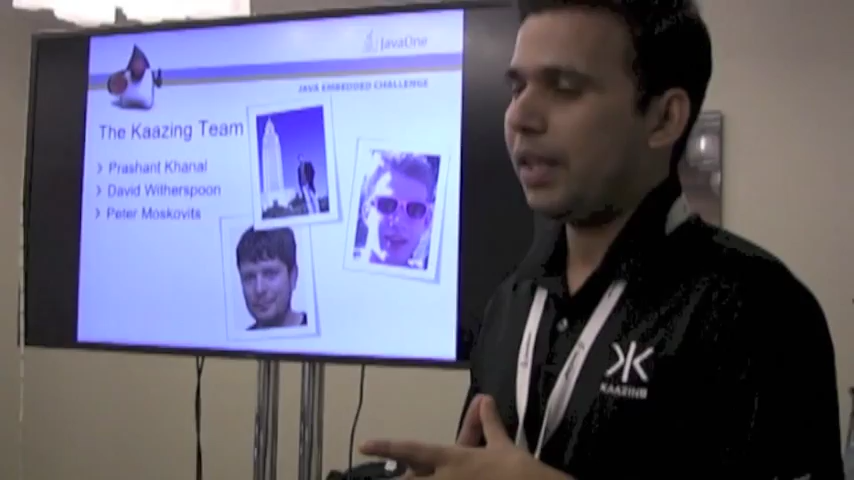 JavaOne
JAVA EMBEDDED CHALLENGE
The Kaazing Team
Prashant Khanal
David Witherspoon
Peter Moskovits
KAAZING